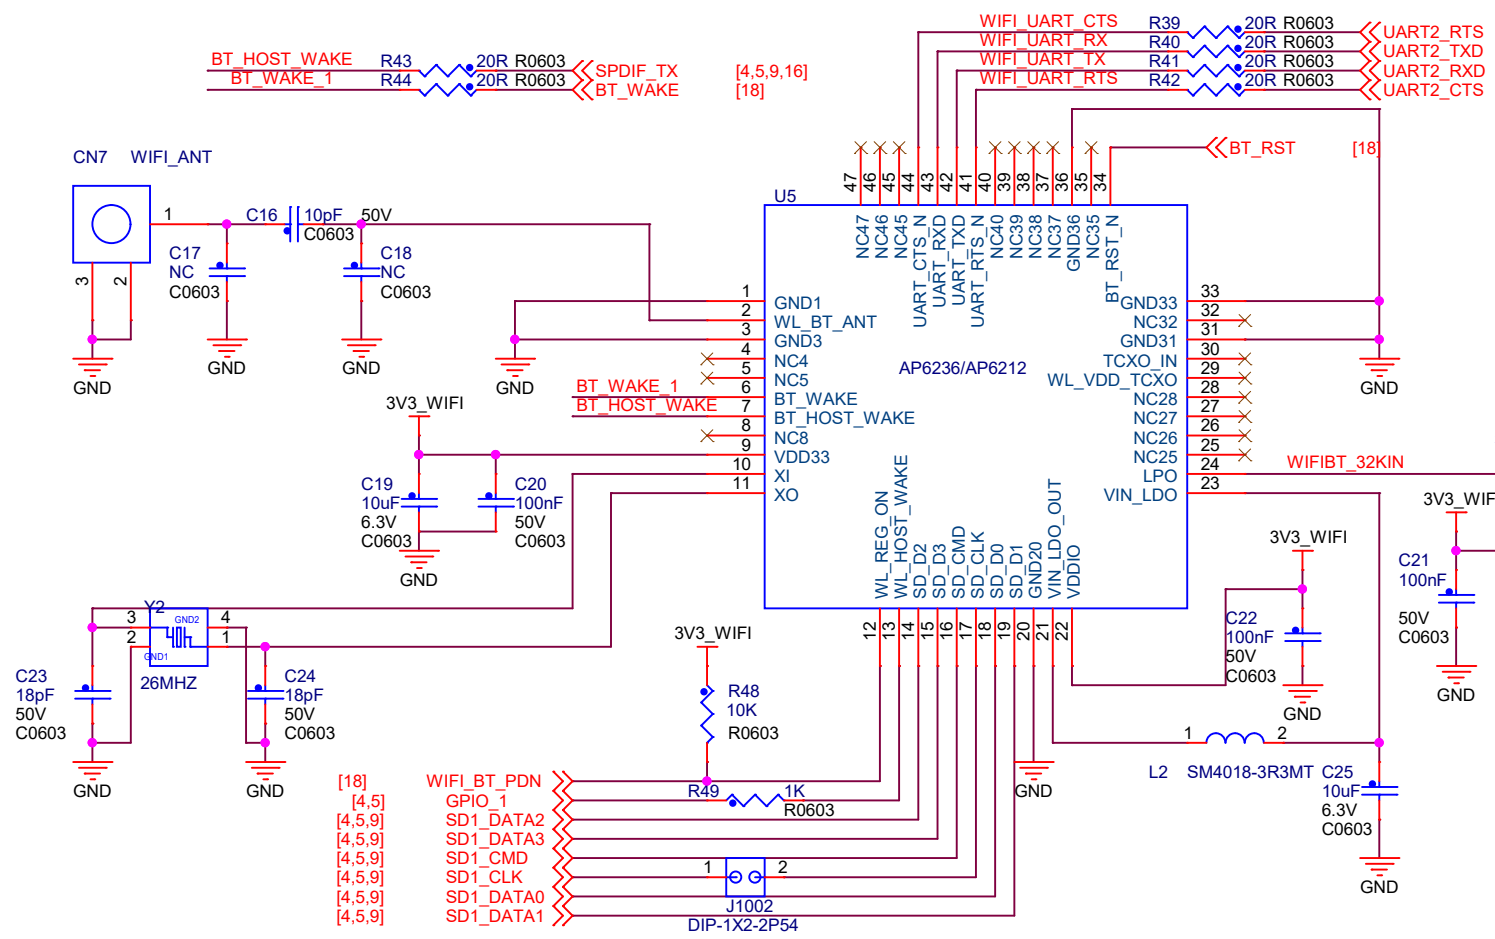 WIFI_UART_CTS R39 20R R0603 UART2_RTS
WIFI_UART_RX R40 20R R0603 UART2_TXD
WIFI_UART_TX R41 20R R0603 UART2_RXD
WIFI_UART_RTS R42 20R R0603 UART2_CTS
BT_HOST_WAKE R43 20R R0603 SPDIF_TX [4,5,9,16]
BT_WAKE_1 R44 20R R0603 BT_WAKE [18]
BT_RST [18]
CN7 WIFI_ANT
1
3
2
GND
C16 10pF 50V
C0603
C17
NC
C0603
GND
C18
NC
C0603
GND
U5
AP6236/AP6212
47 46 45 44 43 42 41 40 39 38 37 36 35 34
NC47
NC46
NC45
UART_CTS_N
UART_RXD
UART_TXD
UART_RTS_N
NC40
NC39
NC38
NC37
GND36
NC35
BT_RST_N
1 GND1
2 WL_BT_ANT
3 GND3
4 NC4
5 NC5
6 BT_WAKE
7 BT_HOST_WAKE
8 NC8
9 VDD33
10 XI
11 XO
GND
BT_WAKE_1
BT_HOST_WAKE
33 GND33
32 NC32
31 GND31
30 TCXO_IN
29 WL_VDD_TCXO
28 NC28
27 NC27
26 NC26
25 NC25
24 LPO
23 VIN_LDO
GND
WIFIBT_32KIN
WL_REG_ON
WL_HOST_WAKE
SD_D2
SD_D3
SD_CMD
SD_CLK
SD_D0
SD_D1
GND20
VIN_LDO_OUT
VDDIO
12 13 14 15 16 17 18 19 20 21 22
3V3_WIFI
C19
10uF
6.3V
C0603
GND
C20
100nF
50V
C0603
3V3_WIF
C21
100nF
50V
C0603
GND
3V3_WIFI
C22
100nF
50V
C0603
GND
Y2
3 GND2 4
2 GND1 1
26MHZ
C23
18pF
50V
C0603
GND
C24
18pF
50V
C0603
GND
3V3_WIFI
R48
10K
R0603
GND
1 2
L2 SM4018-3R3MT
C25
10uF
6.3V
C0603
GND
[18] WIFI_BT_PDN
[4,5] GPIO_1 R49 1K
R0603
[4,5,9] SD1_DATA2
[4,5,9] SD1_DATA3
[4,5,9] SD1_CMD
[4,5,9] SD1_CLK 1 2
[4,5,9] SD1_DATA0
[4,5,9] SD1_DATA1
J1002
DIP-1X2-2P54